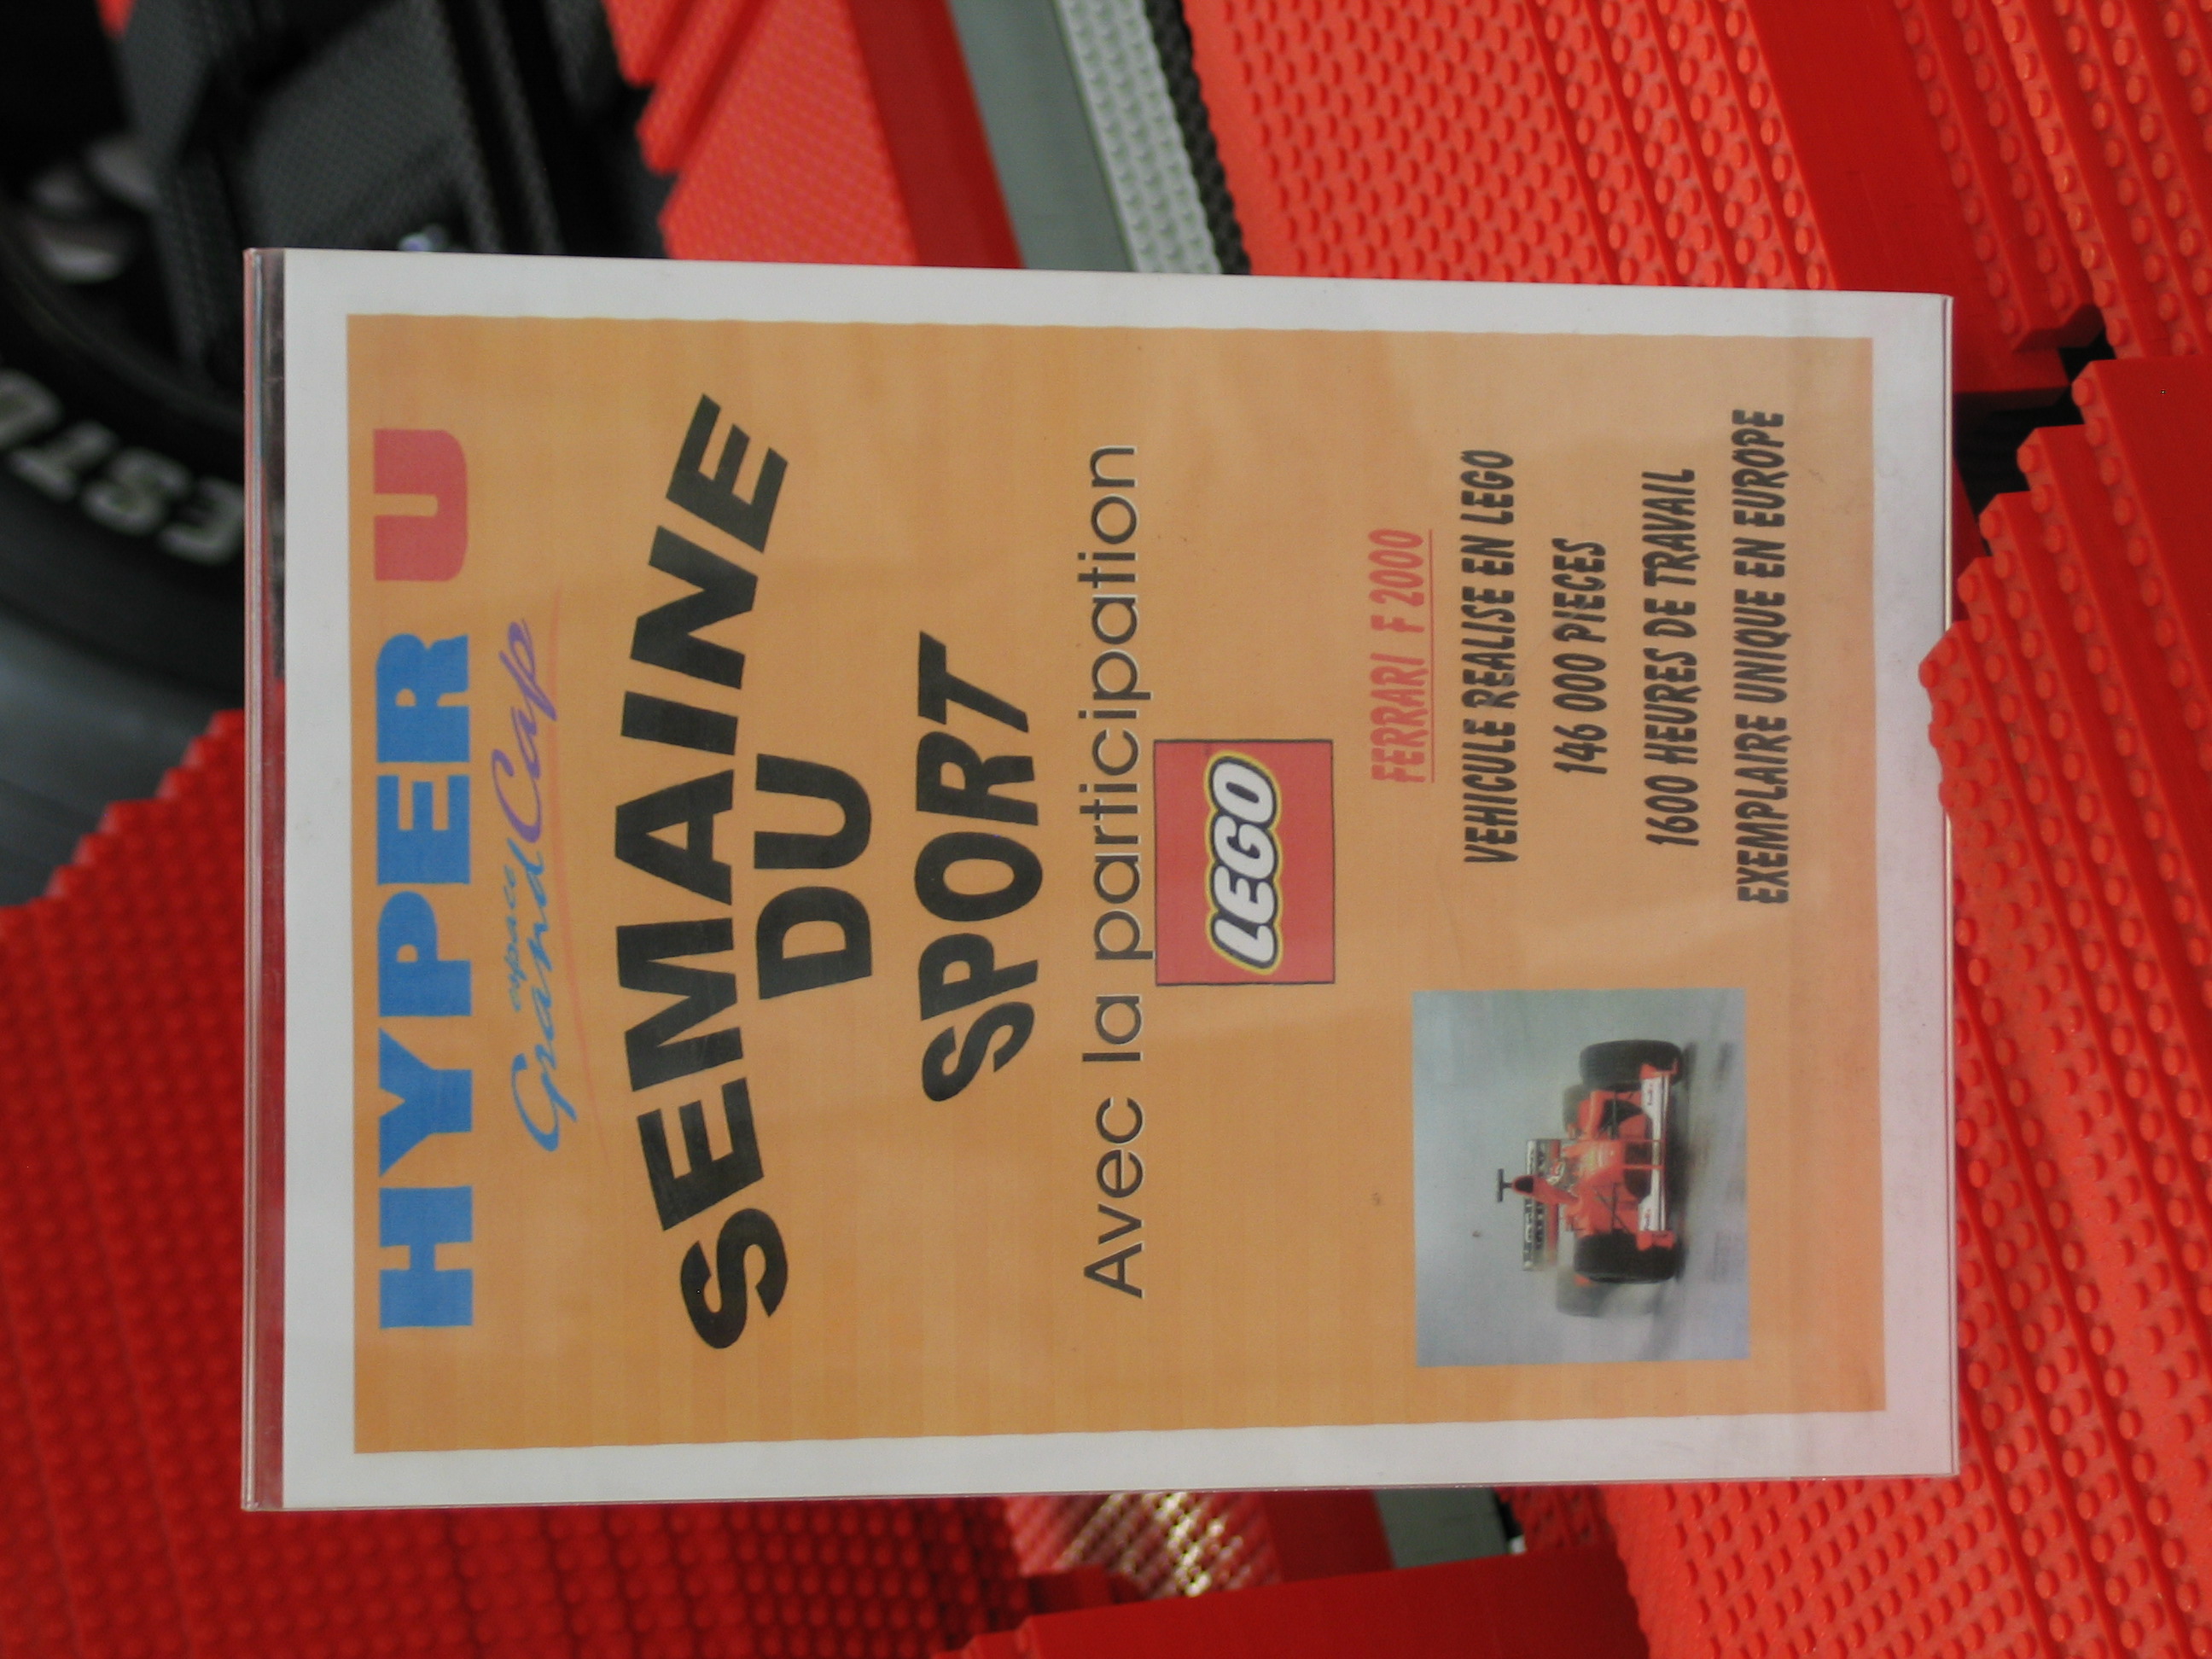 HYPER U
espace
Grand Cap
SEMAINE
DU
SPORT
Avec la participation
LEGO
FERRARI F 2000
VEHICULE REALISE EN LEGO
146 000 PIECES
1600 HEURES DE TRAVAIL
EXEMPLAIRE UNIQUE EN EUROPE